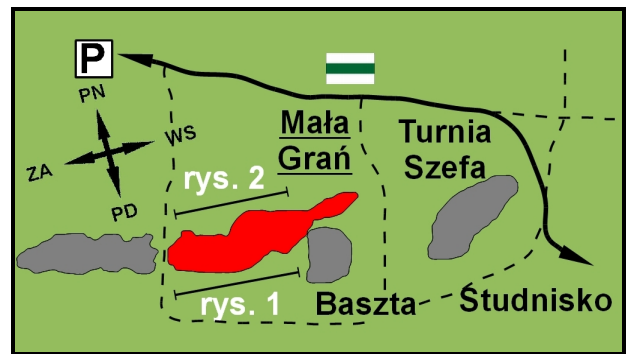 P
PN
WS
ZA
PD
Mała
Grań
Turnia
Szefa
rys. 2
rys. 1
Baszta
Studnisko